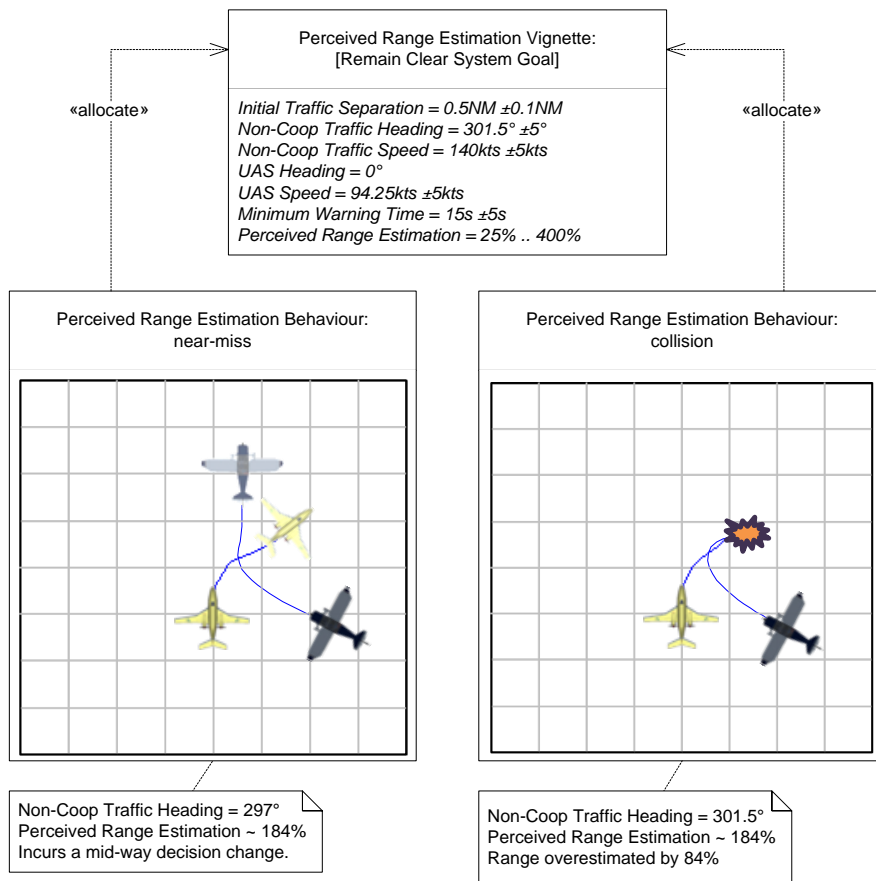 Perceived Range Estimation Vignette:
[Remain Clear System Goal]
«allocate»
«allocate»
Initial Traffic Separation = 0.5NM ±0.1NM
Non-Coop Traffic Heading = 301.5° ±5°
Non-Coop Traffic Speed = 140kts ±5kts
UAS Heading = 0°
UAS Speed = 94.25kts ±5kts
Minimum Warning Time = 15s ±5s
Perceived Range Estimation = 25% .. 400%
Perceived Range Estimation Behaviour:
near-miss
Perceived Range Estimation Behaviour:
collision
Non-Coop Traffic Heading = 297°
Perceived Range Estimation ~ 184%
Incurs a mid-way decision change.
Non-Coop Traffic Heading = 301.5°
Perceived Range Estimation ~ 184%
Range overestimated by 84%